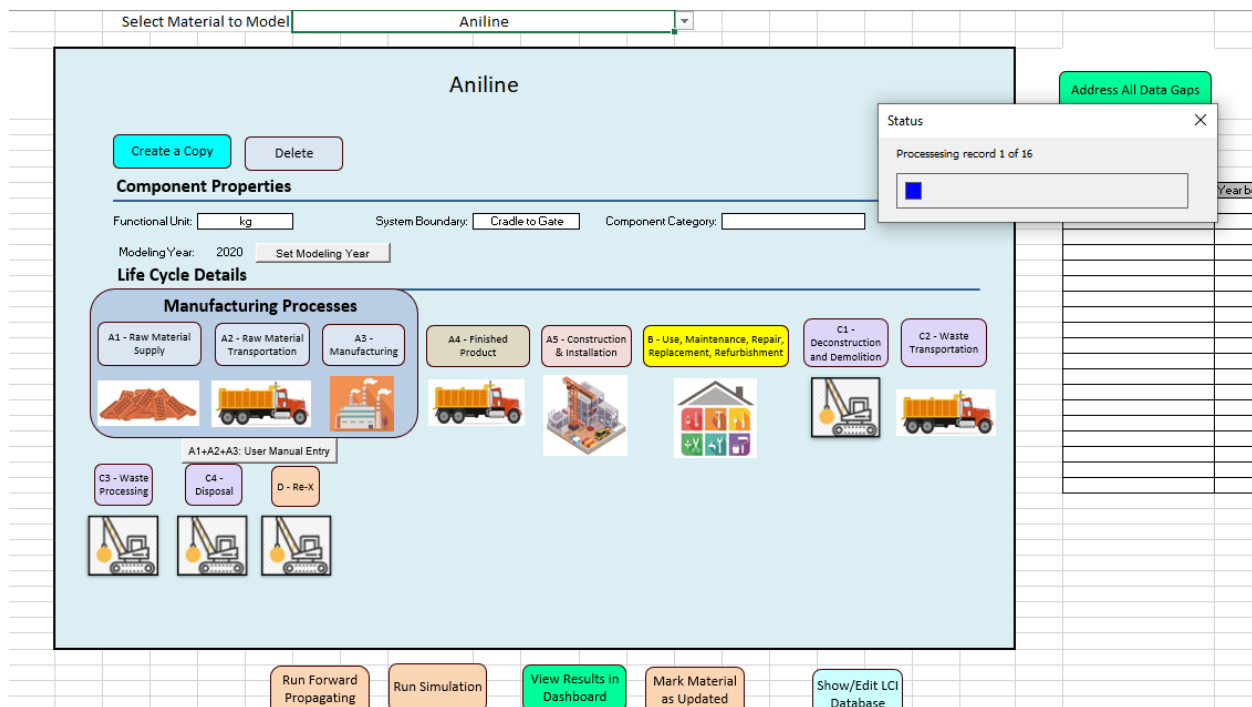 Select Material to Model
Aniline
Aniline
Address All Data Gaps
Status
Processesing record 1 of 16
Create a Copy
Delete
Component Properties
Functional Unit:
kg
System Boundary:
Cradle to Gate
Component Category:
Modeling Year:
2020
Set Modeling Year
Life Cycle Details
Manufacturing Processes
A1 - Raw Material
Supply
A2 - Raw Material
Transportation
A3 -
Manufacturing
A4 - Finished
Product
A5 - Construction
& Installation
B - Use, Maintenance, Repair,
Replacement, Refurbishment
C1 -
Deconstruction
and Demolition
C2 - Waste
Transportation
A1+A2+A3: User Manual Entry
C3 - Waste
Processing
C4 -
Disposal
D - Re-X
Run Forward
Propagating
Run Simulation
View Results in
Dashboard
Mark Material
as Updated
Show/Edit LCI
Database